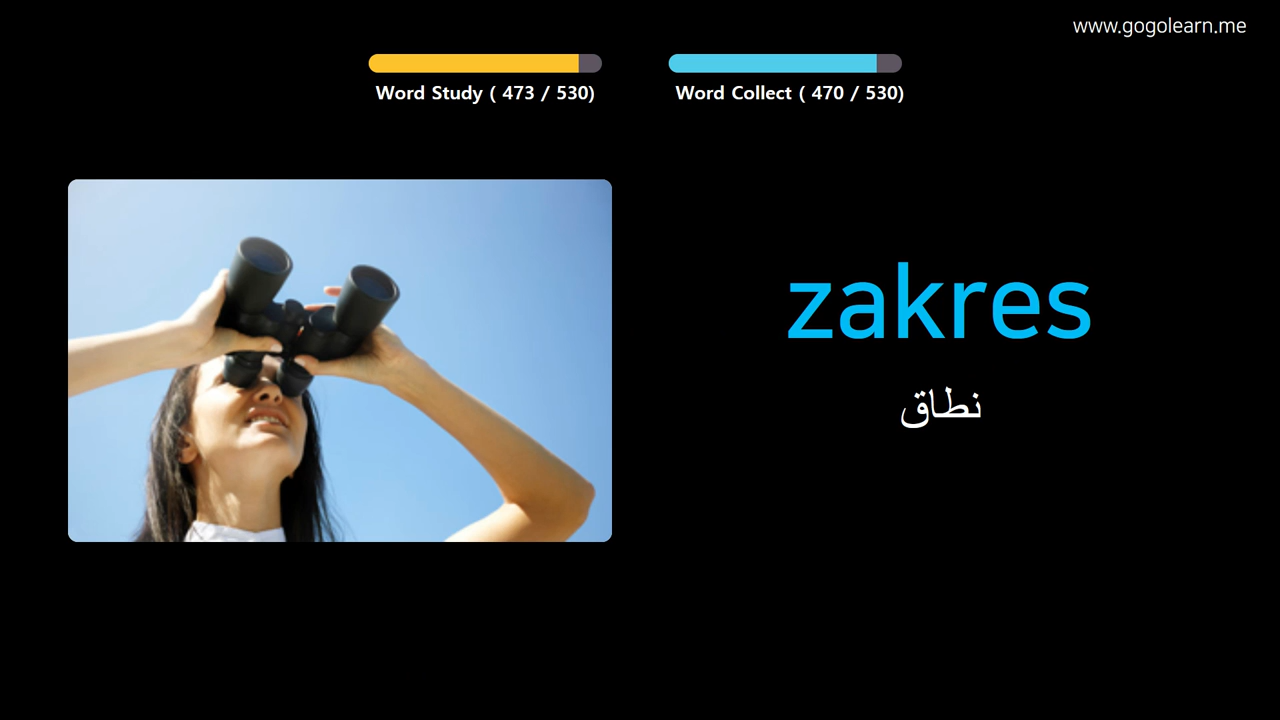 www.gogolearn.me
Word Study ( 473 / 530)
Word Collect ( 470 / 530)
zakres
نطاق